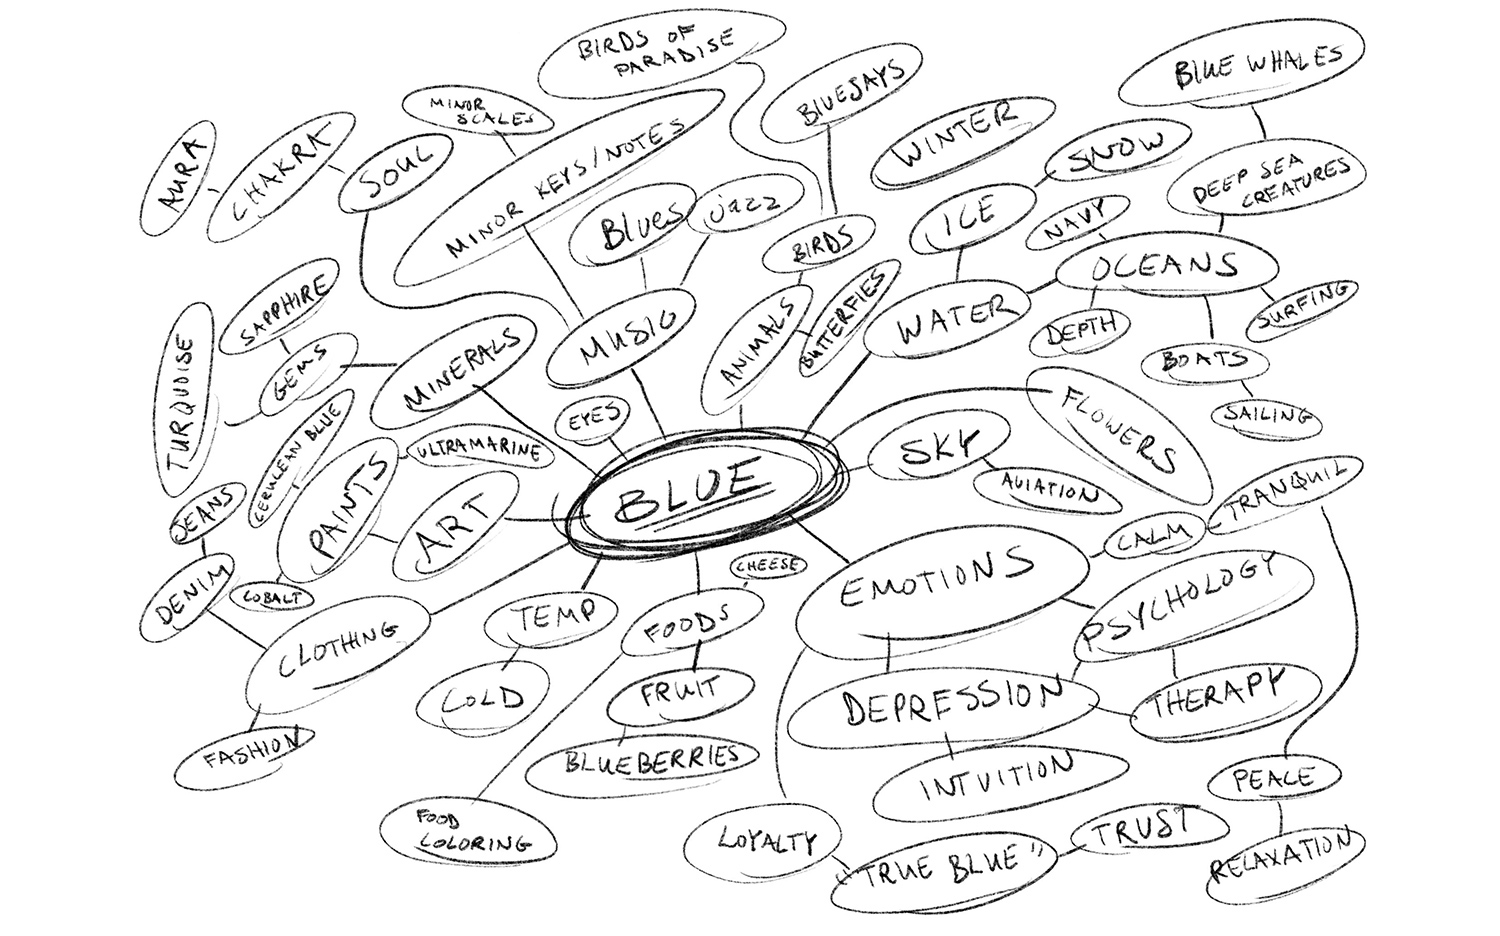 BIRDS OF
PARADISE
BLUE WHALES
BLUEJAYS
MINOR
SCALES
WINTER
SNOW
AURA
CHAKRA
SOUL
MINOR KEYS/NOTES
DEEP SEA
CREATURES
Blues
jazz
ICE
NAVY
BIRDS
OCEANS
SAPPHIRE
BUTTERFIES
WATER
SURFING
DEPTH
MUSIC
ANIMALS
TURQUOISE
GEMS
MINERALS
BOATS
EYES
SAILING
FLOWERS
CERULEAN BLUE
ULTRAMARINE
SKY
AVIATION
BLUE
TRANQUIL
JEANS
PAINTS
ART
CALM
CHEESE
EMOTIONS
PSYCHOLOGY
DENIM
COBALT
TEMP
FOODS
CLOTHING
COLD
FRUIT
DEPRESSION
THERAPY
FASHION
BLUEBERRIES
INTUITION
PEACE
FOOD
COLORING
LOYALTY
"TRUE BLUE"
TRUST
RELAXATION